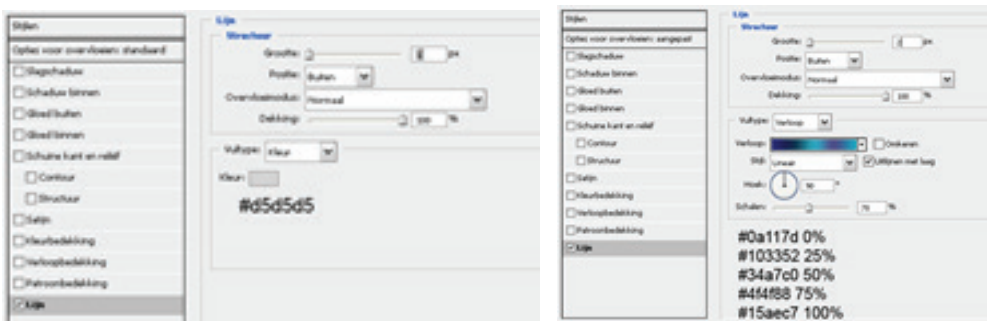 Stijlen
Opties voor overvloeien: standaard
Slagschaduw
Schaduw binnen
Gloed buiten
Gloed binnen
Schuine kant en reliëf
Contour
Structuur
Satijn
Kleurbedekking
Verloopbedekking
Patroonbedekking
Lijn
Lijn
Structuur
Grootte: px
Positie: Buiten
Overvloeimodus: Normaal
Dekking: 100 %
Vultype: Kleur
Kleur:
#d5d5d5
Stijlen
Opties voor overvloeien: aangepast
Slagschaduw
Schaduw binnen
Gloed buiten
Gloed binnen
Schuine kant en reliëf
Contour
Structuur
Satijn
Kleurbedekking
Verloopbedekking
Patroonbedekking
Lijn
Lijn
Structuur
Grootte: px
Positie: Buiten
Overvloeimodus: Normaal
Dekking: 100 %
Vultype: Verloop
Verloop: Omkeren
Stijl: Lineair Uitlijnen met laag
Hoek: 90 °
Schalen: %
#0a117d 0%
#103352 25%
#34a7c0 50%
#4f4f88 75%
#15aec7 100%